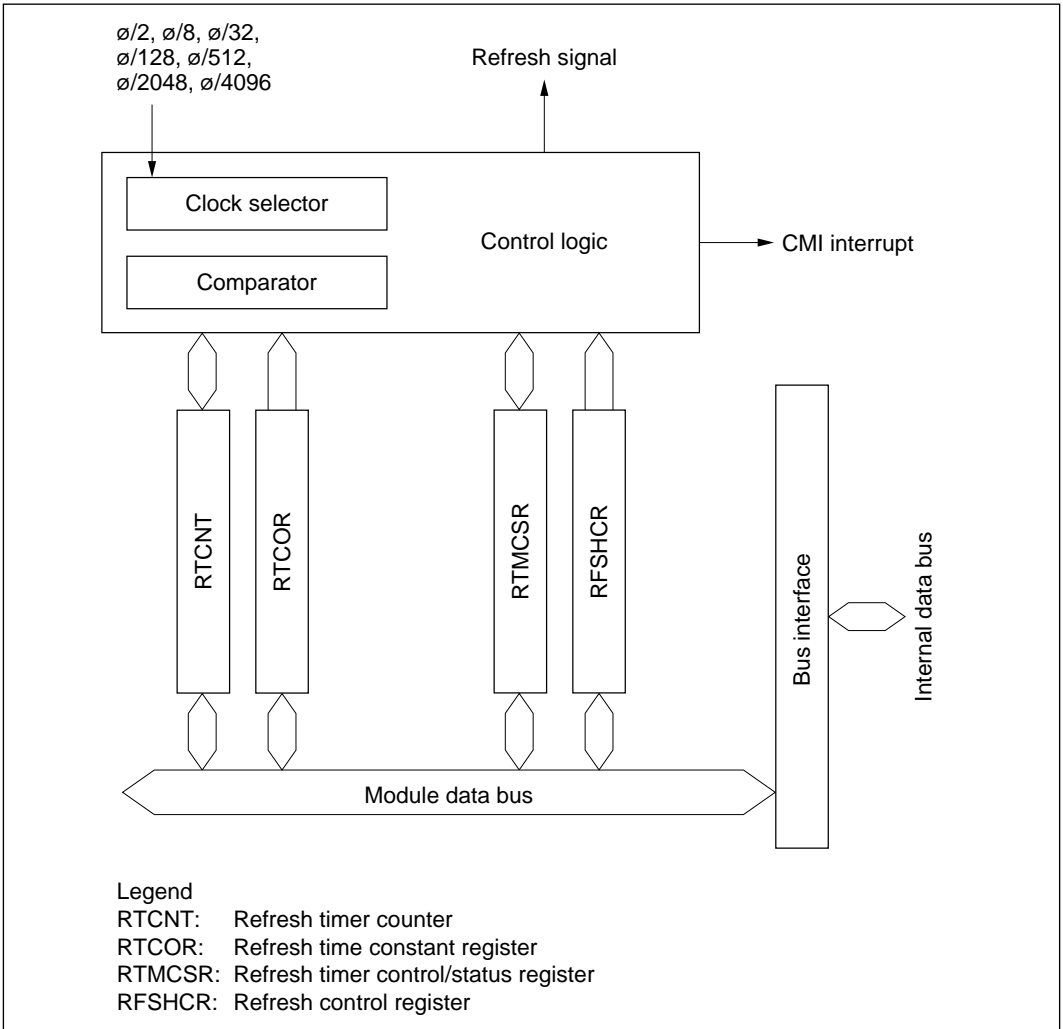 ø/2, ø/8, ø/32,
ø/128, ø/512,
ø/2048, ø/4096
Refresh signal
Clock selector
Control logic
CMI interrupt
Comparator
RTCNT
RTCOR
RTMCSR
RFSHCR
Bus interface
Internal data bus
Module data bus
Legend
RTCNT: Refresh timer counter
RTCOR: Refresh time constant register
RTMCSR: Refresh timer control/status register
RFSHCR: Refresh control register